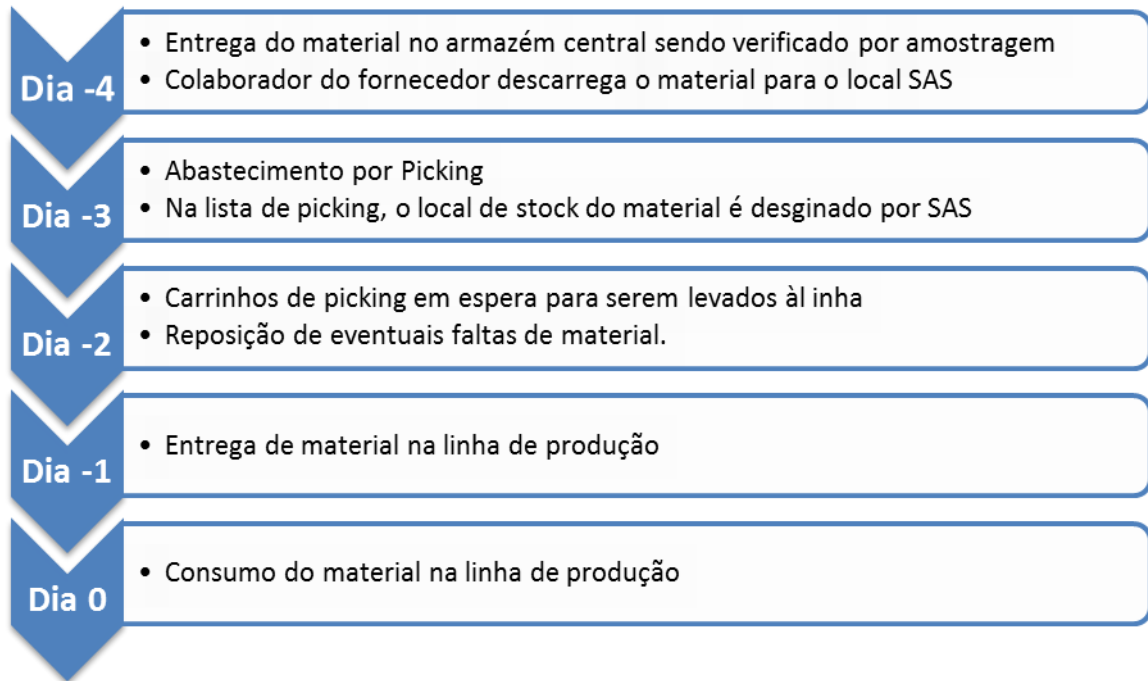 Dia -4
• Entrega do material no armazém central sendo verificado por amostragem
• Colaborador do fornecedor descarrega o material para o local SAS
Dia -3
• Abastecimento por Picking
• Na lista de picking, o local de stock do material é desginado por SAS
Dia -2
• Carrinhos de picking em espera para serem levados àl inha
• Reposição de eventuais faltas de material.
Dia -1
• Entrega de material na linha de produção
Dia 0
• Consumo do material na linha de produção